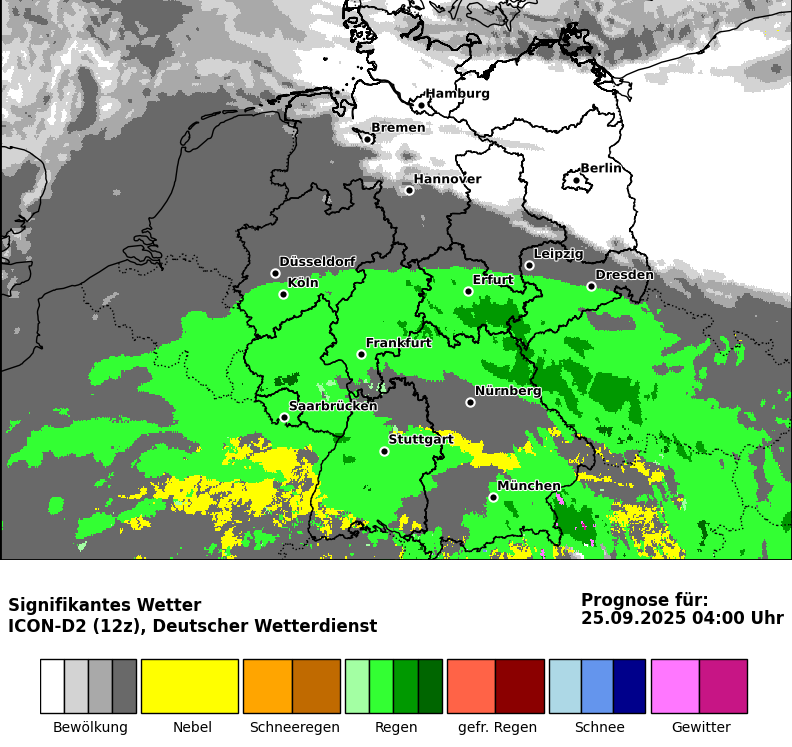 Hamburg
Bremen
Berlin
Hannover
Leipzig
Düsseldorf
Dresden
Köln
Erfurt
Frankfurt
Nürnberg
Saarbrücken
Stuttgart
München
Signifikantes Wetter
ICON-D2 (12z), Deutscher Wetterdienst
Prognose für:
25.09.2025 04:00 Uhr
Bewölkung
Nebel
Schneeregen
Regen
gefr. Regen
Schnee
Gewitter